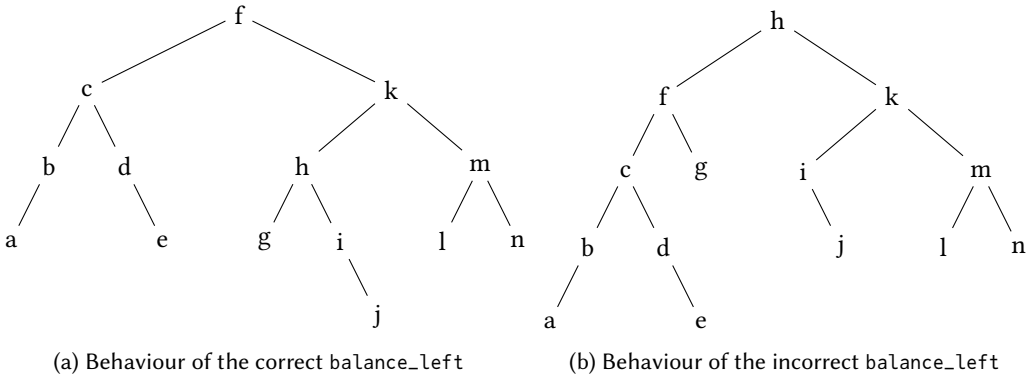 f
h
c
k
f
k
b
d
h
m
c
g
i
m
a
e
g
i
l
n
b
d
j
l
n
j
a
e
(a) Behaviour of the correct balance_left
(b) Behaviour of the incorrect balance_left